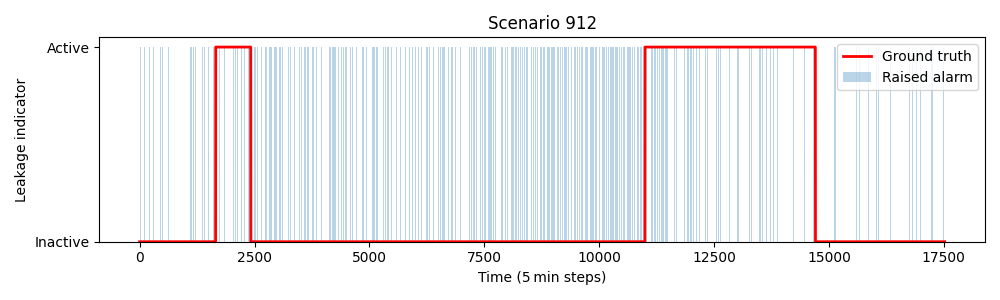 Scenario 912
Active
Inactive
Leakage indicator
Ground truth
Raised alarm
0 2500 5000 7500 10000 12500 15000 17500
Time (5 min steps)